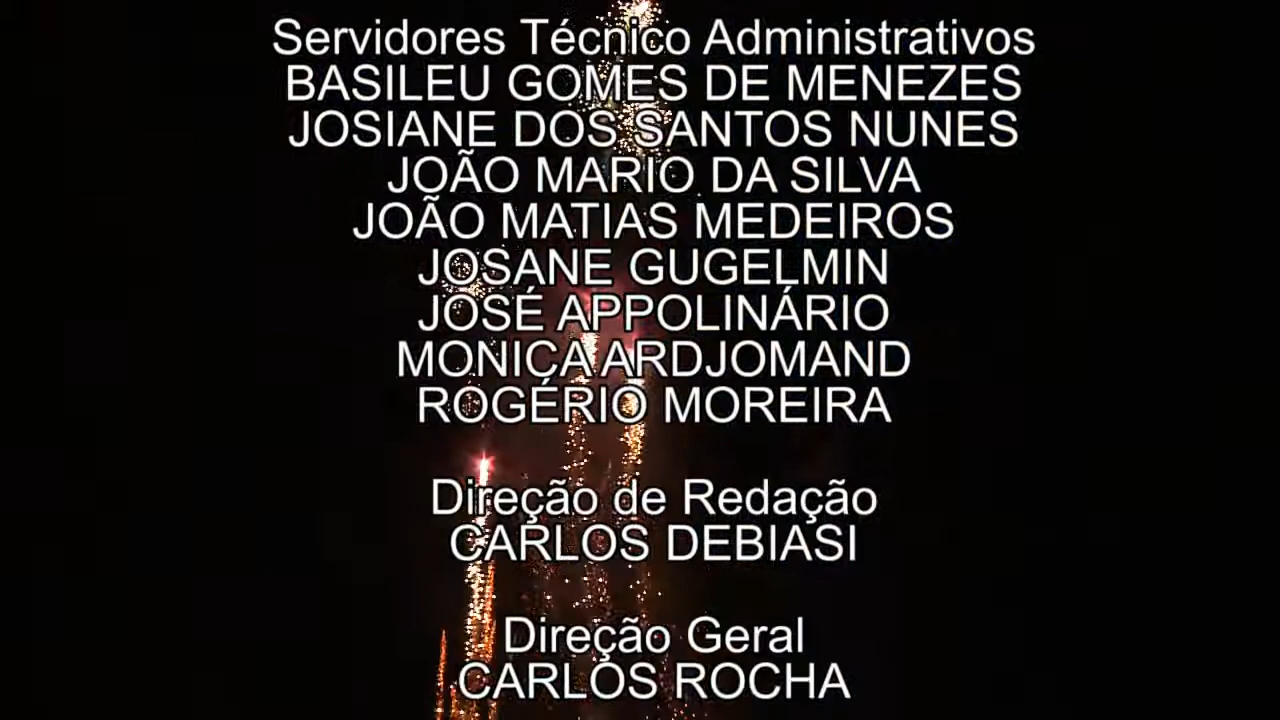 Servidores Técnico Administrativos
BASILEU GOMES DE MENEZES
JOSIANE DOS SANTOS NUNES
JOÃO MARIO DA SILVA
JOÃO MATIAS MEDEIROS
JOSANE GUGELMIN
JOSÉ APPOLINÁRIO
MONICA ARDJOMAND
ROGÉRIO MOREIRA
Direção de Redação
CARLOS DEBIASI
Direção Geral
CARLOS ROCHA